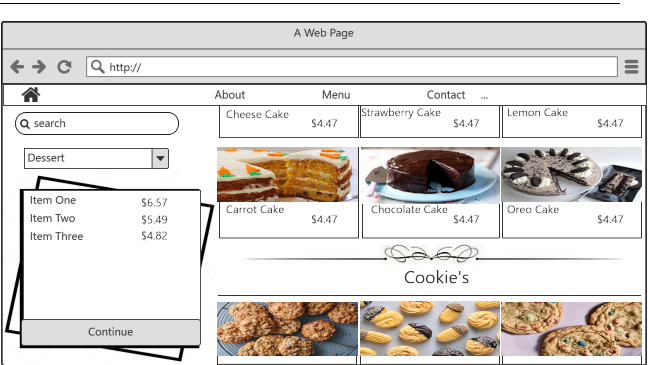 A Web Page
http://
About Menu Contact ...
search
Dessert
Item One $6.57
Item Two $5.49
Item Three $4.82
Continue
Cheese Cake $4.47
Strawberry Cake $4.47
Lemon Cake $4.47
Carrot Cake $4.47
Chocolate Cake $4.47
Oreo Cake $4.47
Cookie's